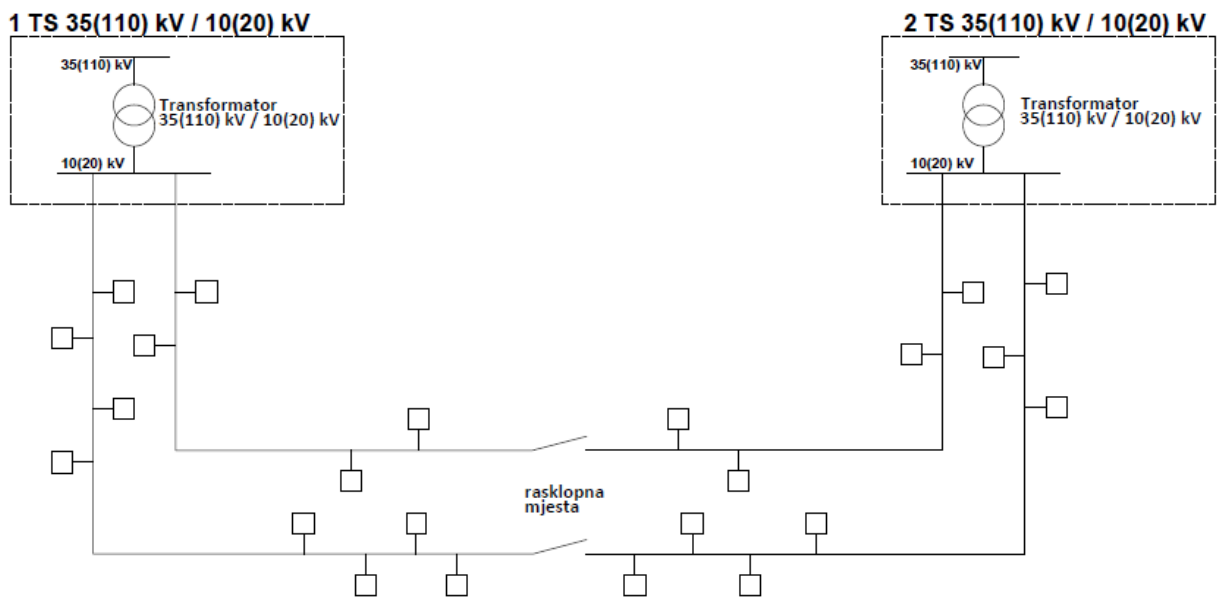 1 TS 35(110) kV / 10(20) kV
35(110) kV
Transformator
35(110) kV / 10(20) kV
10(20) kV
2 TS 35(110) kV / 10(20) kV
35(110) kV
Transformator
35(110) kV / 10(20) kV
10(20) kV
rasklopna
mjesta